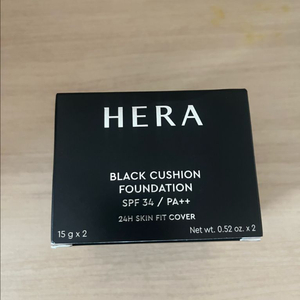 HERA
BLACK CUSHION
FOUNDATION
SPF 34 / PA++
24H SKIN FIT COVER
15 g x 2
Net wt. 0.52 oz. x 2